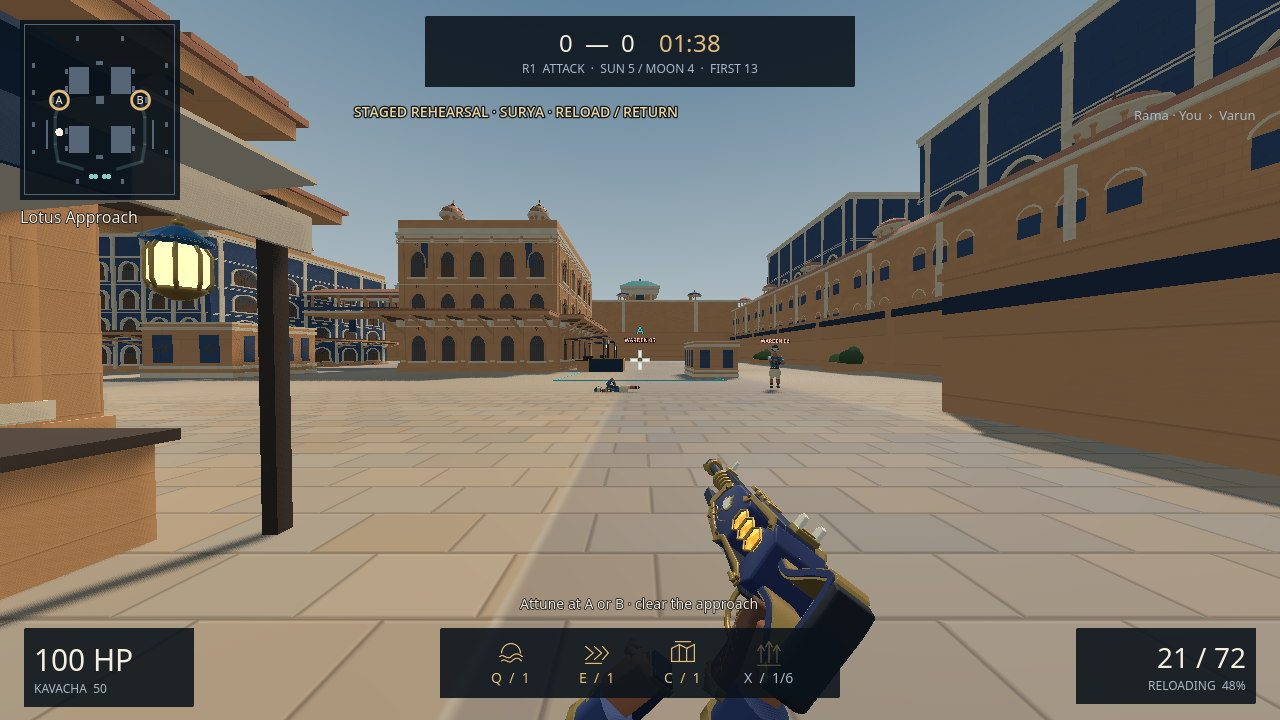 0 — 0 01:38
R1 ATTACK · SUN 5 / MOON 4 · FIRST 13
STAGED REHEARSAL · SURYA · RELOAD / RETURN
Rama · You › Varun
A
B
Lotus Approach
A
Attune at A or B · clear the approach
100 HP
KAVACHA 50
Q / 1
E / 1
C / 1
X / 1/6
21 / 72
RELOADING 48%